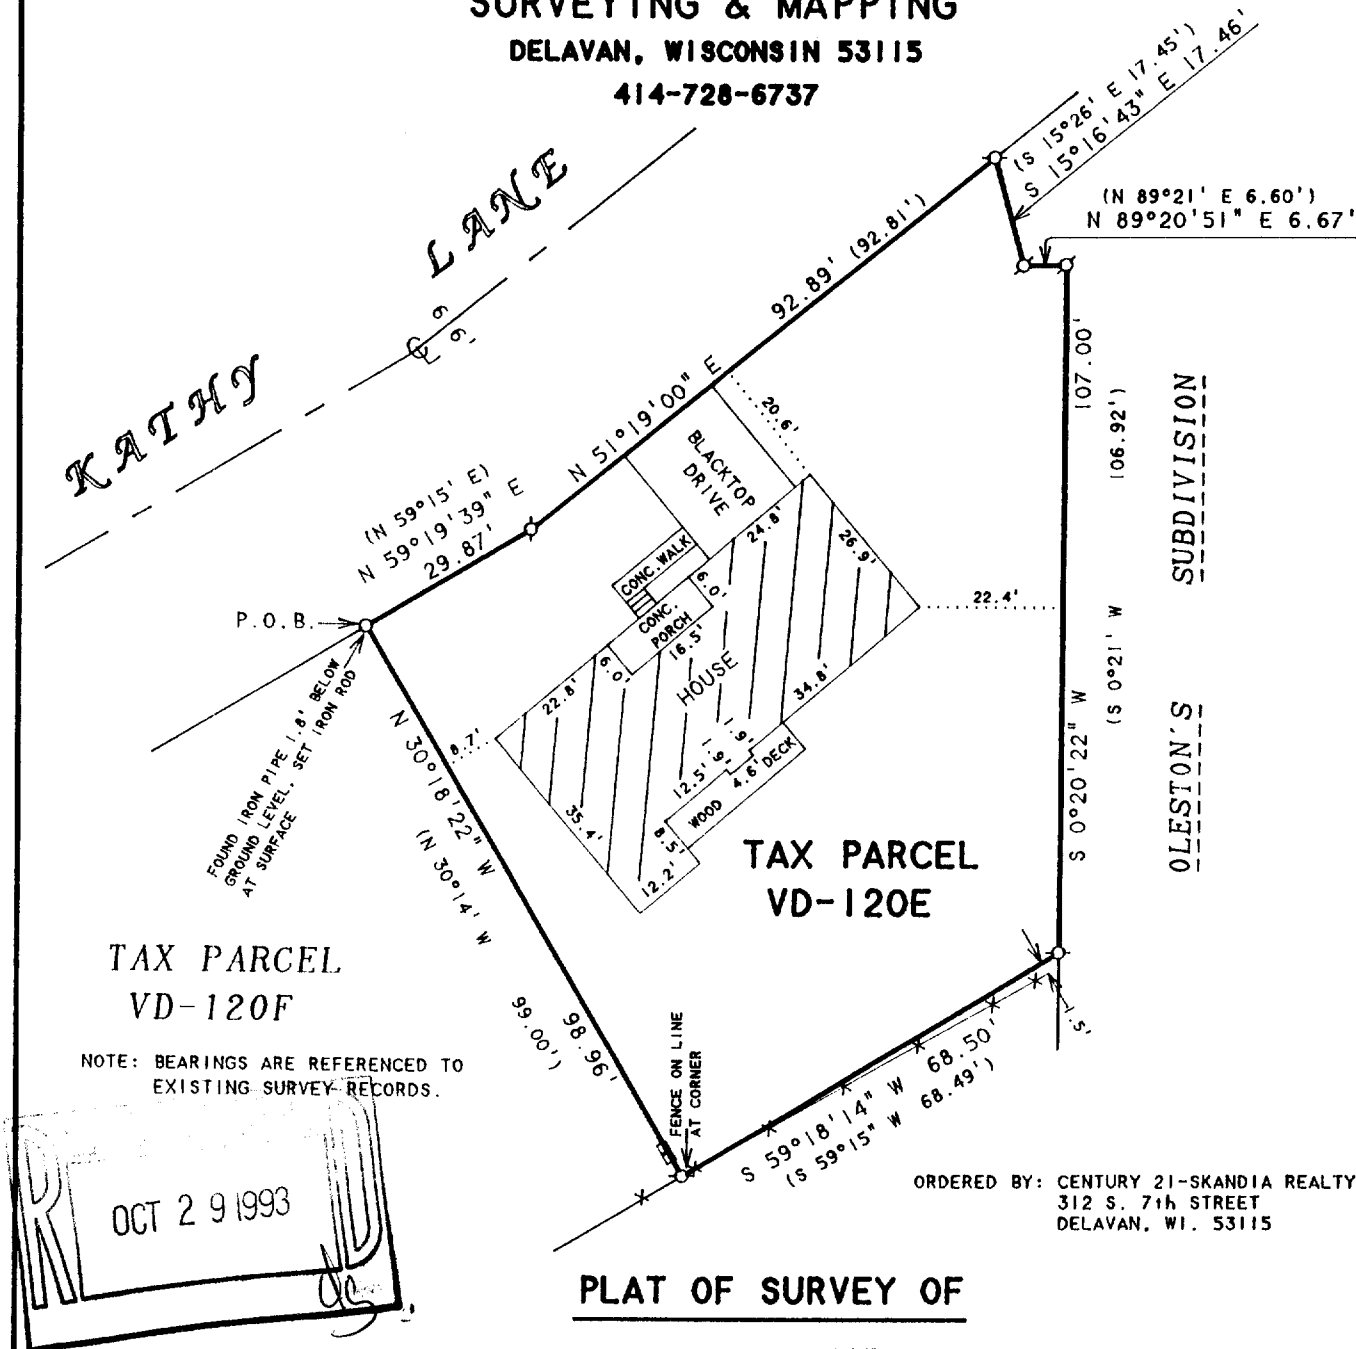 SURVEYING & MAPPING
DELAVAN, WISCONSIN 53115
414-728-6737
(S 15°26' E 17.45')
S 15°16'43" E 17.46'
(N 89°21' E 6.60')
N 89°20'51" E 6.67'
KATHY LANE
66'
92.89' (92.81')
N 51°19'00" E
(N 59°15' E)
N 59°19'39" E
29.87'
P.O.B.
FOUND IRON PIPE 1.8' BELOW
GROUND LEVEL, SET IRON ROD
AT SURFACE
BLACKTOP
DRIVE
20.6'
24.8'
26.9'
CONC. WALK
6.0'
CONC.
PORCH
16.5'
6.0'
22.8'
HOUSE
34.8'
22.4'
8.7'
1.9'
1.9'
12.5'
4.6'
WOOD DECK
8.5'
35.4'
12.2'
107.00'
106.92')
(S 0°21' W
S 0°20'22" W
SUBDIVISION
OLESTON'S
N 30°18'22" W
(N 30°14' W
98.96'
99.00')
TAX PARCEL
VD-120E
TAX PARCEL
VD-120F
NOTE: BEARINGS ARE REFERENCED TO
EXISTING SURVEY RECORDS.
FENCE ON LINE
AT CORNER
1.5'
S 59°18'14" W 68.50'
(S 59°15" W 68.49')
OCT 29 1993
ORDERED BY: CENTURY 21-SKANDIA REALTY
312 S. 7th STREET
DELAVAN, WI. 53115
PLAT OF SURVEY OF